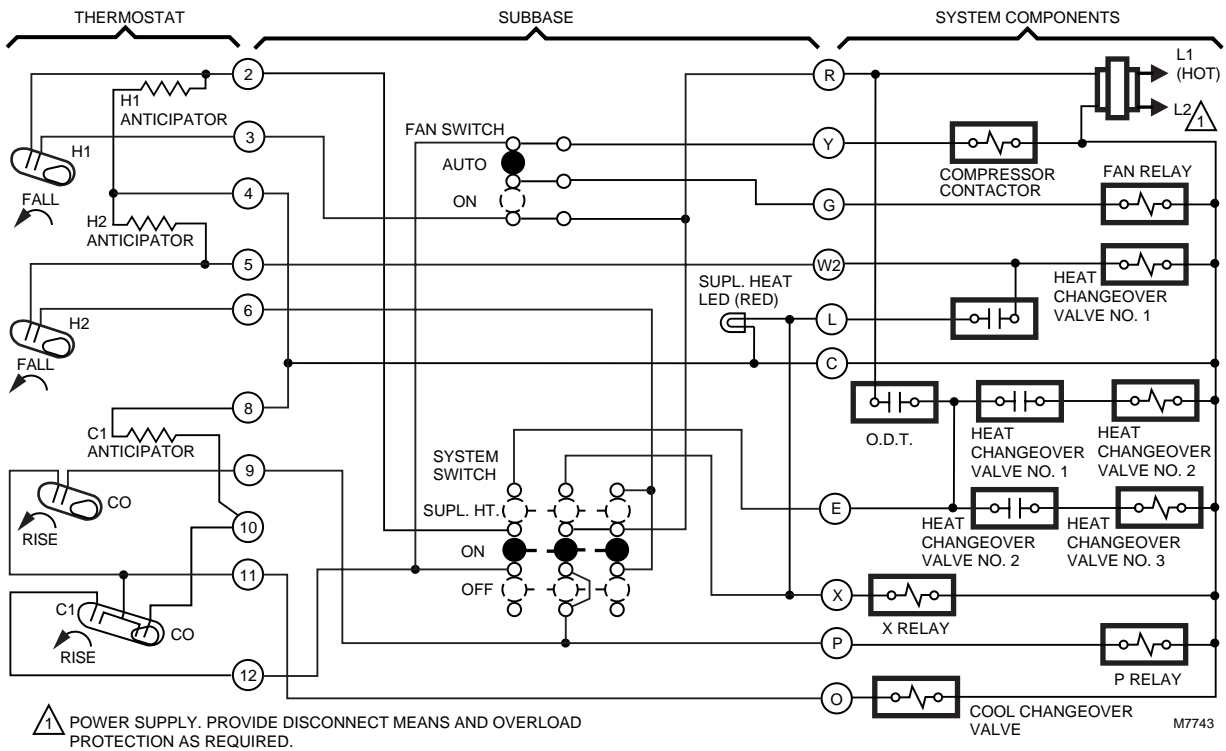 THERMOSTAT
SUBBASE
SYSTEM COMPONENTS
2
R
L1
(HOT)
L2
1
H1
ANTICIPATOR
3
FAN SWITCH
Y
H1
AUTO
COMPRESSOR
CONTACTOR
FAN RELAY
FALL
4
ON
G
H2
ANTICIPATOR
5
W2
SUPL. HEAT
LED (RED)
HEAT
CHANGEOVER
VALVE NO. 1
6
H2
L
FALL
C
8
C1
ANTICIPATOR
O.D.T.
HEAT
CHANGEOVER
VALVE NO. 1
HEAT
CHANGEOVER
VALVE NO. 2
SYSTEM
SWITCH
9
CO
SUPL. HT.
E
RISE
10
HEAT
CHANGEOVER
VALVE NO. 2
HEAT
CHANGEOVER
VALVE NO. 3
ON
11
OFF
X
X RELAY
C1
CO
RISE
P
P RELAY
12
O
COOL CHANGEOVER
VALVE
M7743
1 POWER SUPPLY. PROVIDE DISCONNECT MEANS AND OVERLOAD
PROTECTION AS REQUIRED.